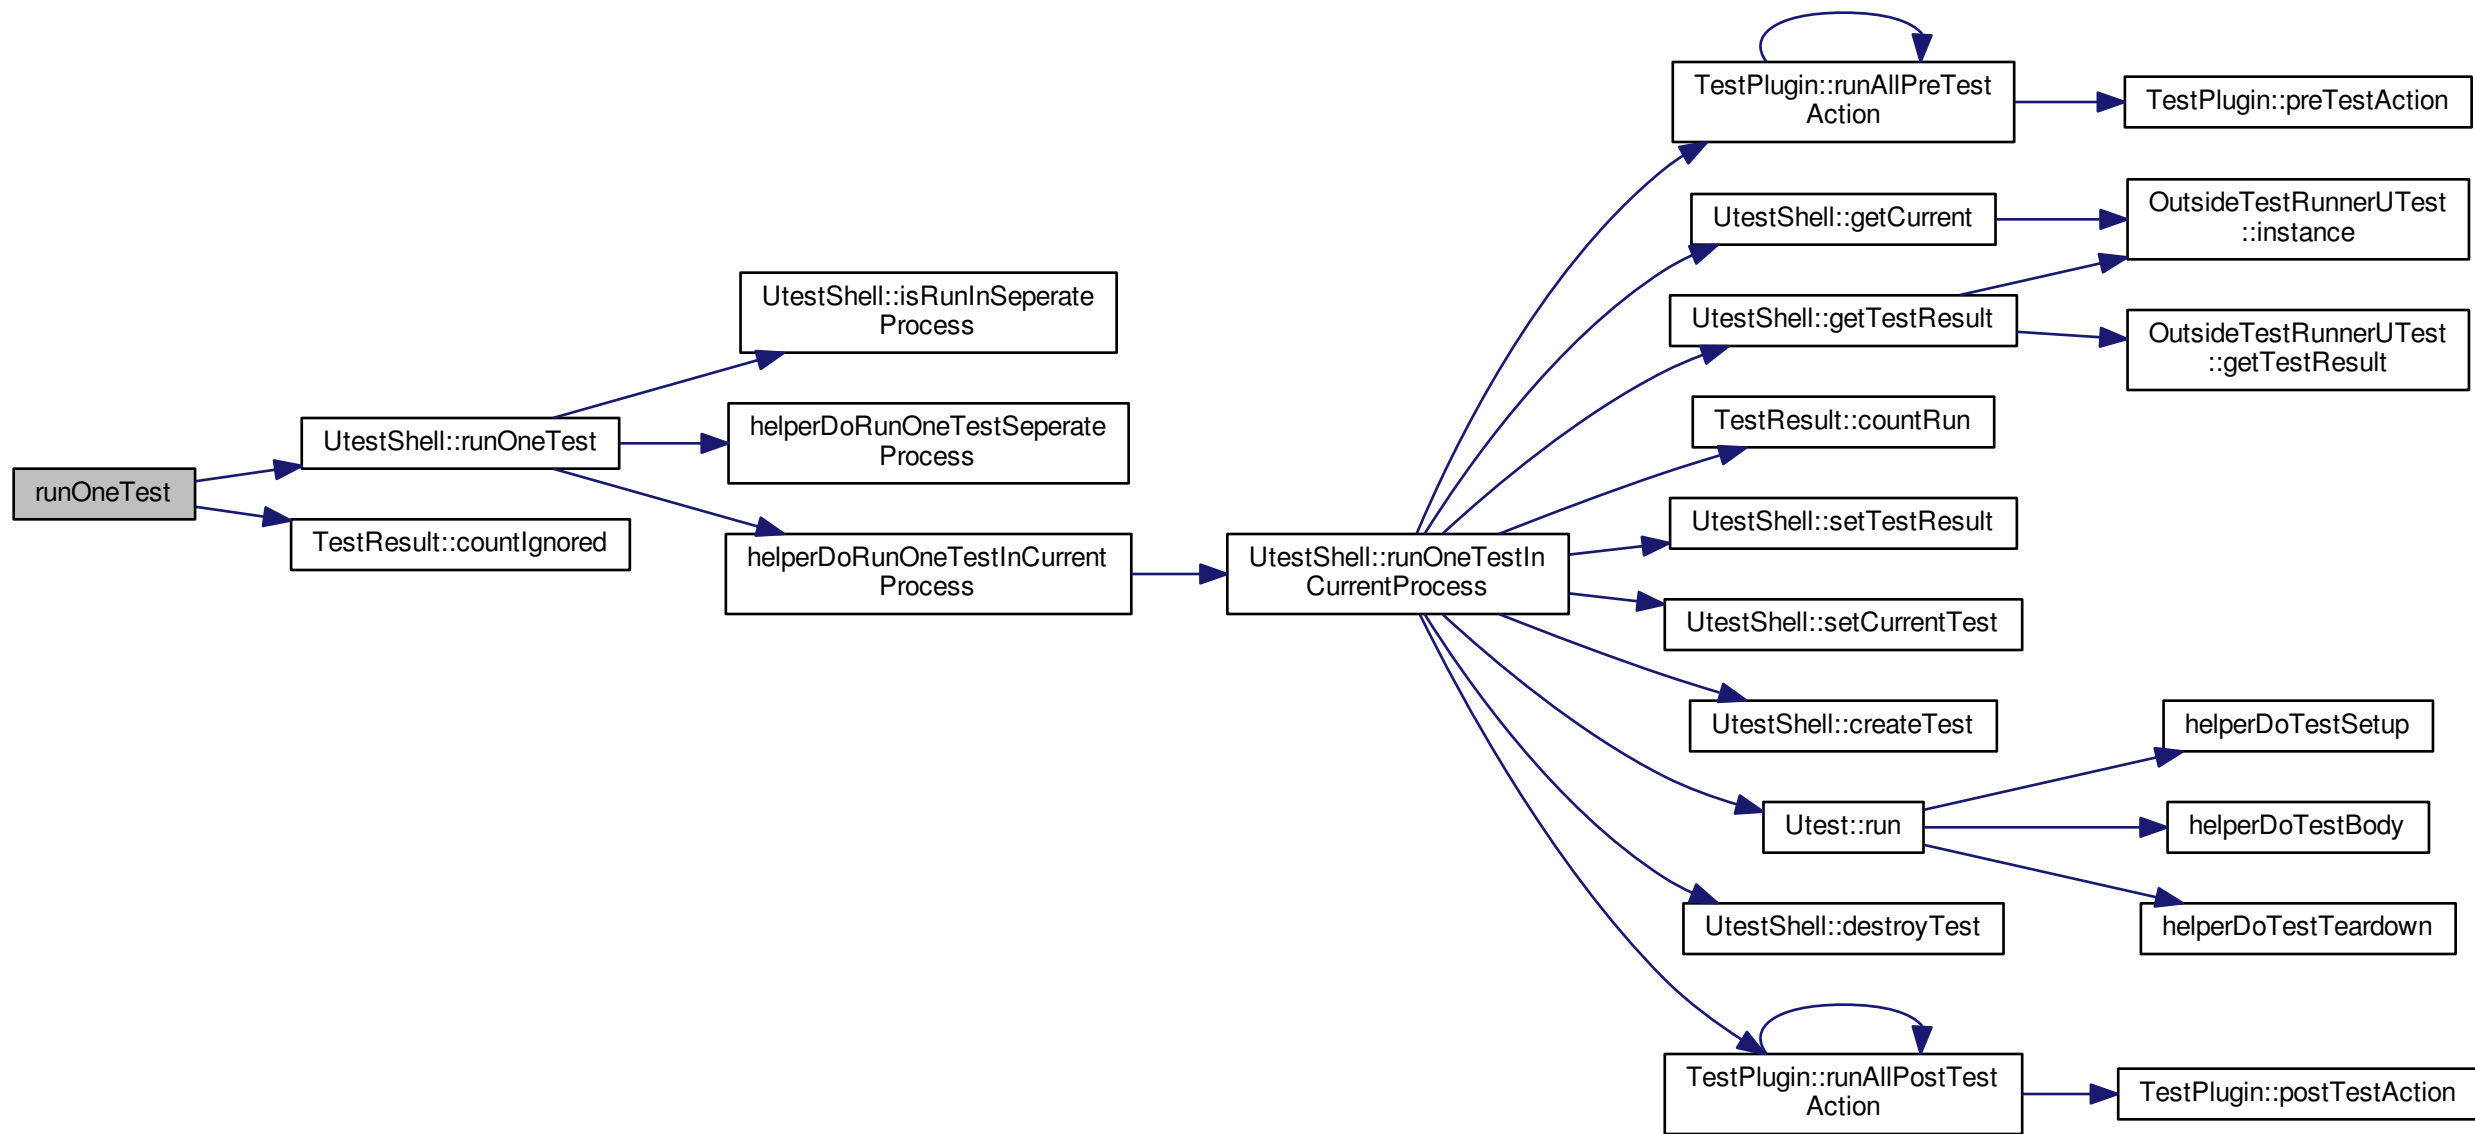 runOneTest
UtestShell::runOneTest
TestResult::countIgnored
UtestShell::isRunInSeperate
Process
helperDoRunOneTestSeperate
Process
helperDoRunOneTestInCurrent
Process
UtestShell::runOneTestIn
CurrentProcess
TestPlugin::runAllPreTest
Action
UtestShell::getCurrent
UtestShell::getTestResult
TestResult::countRun
UtestShell::setTestResult
UtestShell::setCurrentTest
UtestShell::createTest
Utest::run
UtestShell::destroyTest
TestPlugin::runAllPostTest
Action
TestPlugin::preTestAction
OutsideTestRunnerUTest
::instance
OutsideTestRunnerUTest
::getTestResult
helperDoTestSetup
helperDoTestBody
helperDoTestTeardown
TestPlugin::postTestAction